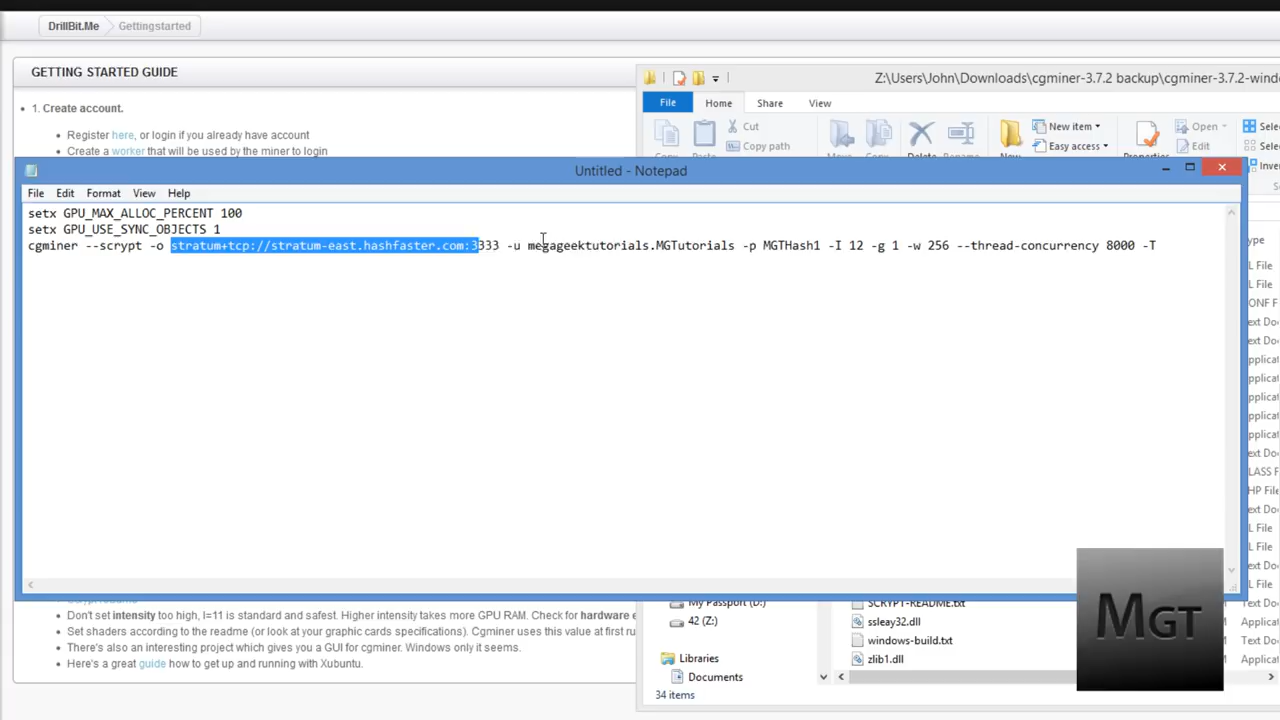 DrillBit.Me
Gettingstarted
GETTING STARTED GUIDE
1. Create account.
Register here, or login if you already have account
Create a worker that will be used by the miner to login
Z:\Users\John\Downloads\cgminer-3.7.2 backup\cgminer-3.7.2-windo
File Home Share View
Cut
Copy path
New item
Easy access
Open
Edit
Untitled - Notepad
File Edit Format View Help
setx GPU_MAX_ALLOC_PERCENT 100
setx GPU_USE_SYNC_OBJECTS 1
cgminer --scrypt -o stratum+tcp://stratum-east.hashfaster.com:3333 -u megageektutorials.MGTutorials -p MGTHash1 -I 12 -g 1 -w 256 --thread-concurrency 8000 -T
Don't set intensity too high, I=11 is standard and safest. Higher intensity takes more GPU RAM. Check for hardware e
Set shaders according to the readme (or look at your graphic cards specifications). Cgminer uses this value at first ru
There's also an interesting project which gives you a GUI for cgminer. Windows only it seems.
Here's a great guide how to get up and running with Xubuntu.
My Passport (D:)
42 (Z:)
Libraries
Documents
34 items
SCRYPT-README.txt
ssleay32.dll
windows-build.txt
zlib1.dll
MGT